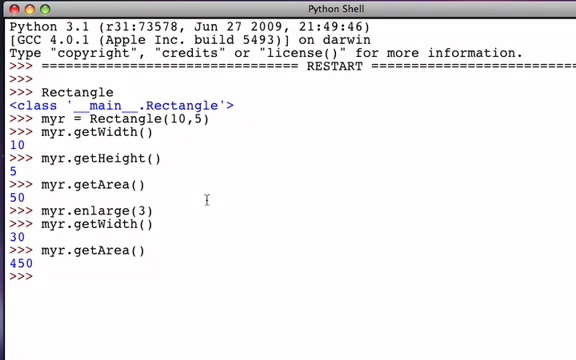 Python Shell
Python 3.1 (r31:73578, Jun 27 2009, 21:49:46)
[GCC 4.0.1 (Apple Inc. build 5493)] on darwin
Type "copyright", "credits" or "license()" for more information.
>>> ================================ RESTART ================================
>>>
>>> Rectangle
<class '__main__.Rectangle'>
>>> myr = Rectangle(10,5)
>>> myr.getWidth()
10
>>> myr.getHeight()
5
>>> myr.getArea()
50
>>> myr.enlarge(3)
>>> myr.getWidth()
30
>>> myr.getArea()
450
>>>